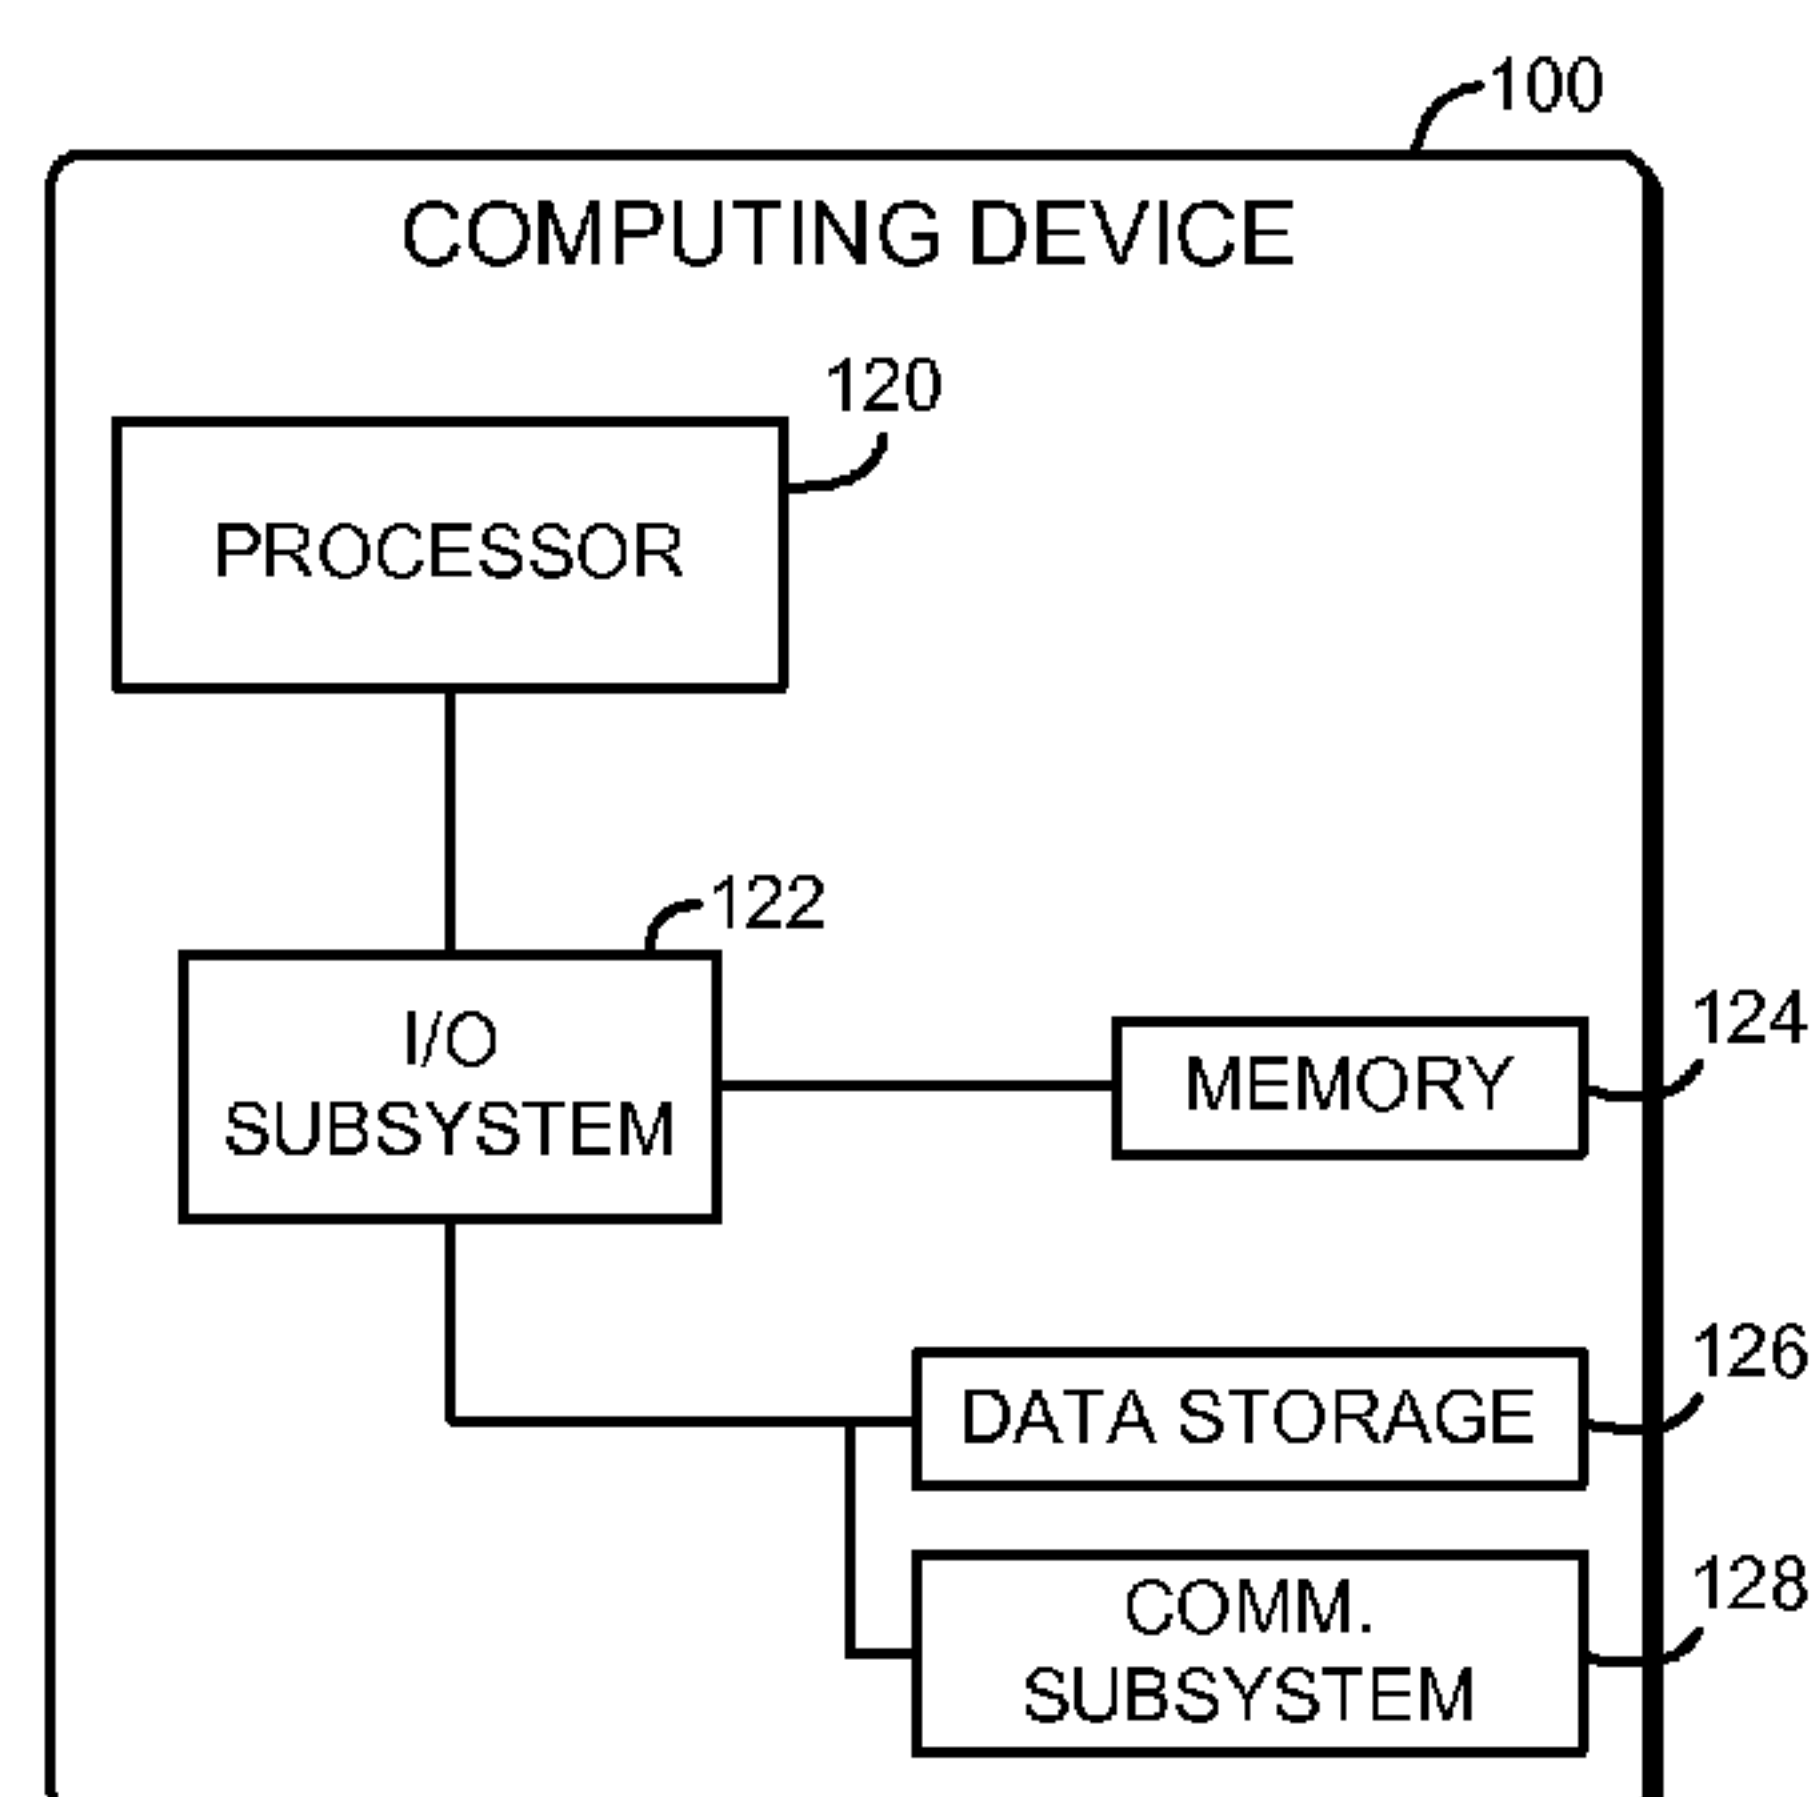 100
COMPUTING DEVICE
120
PROCESSOR
122
I/O
SUBSYSTEM
124
MEMORY
126
DATA STORAGE
128
COMM.
SUBSYSTEM